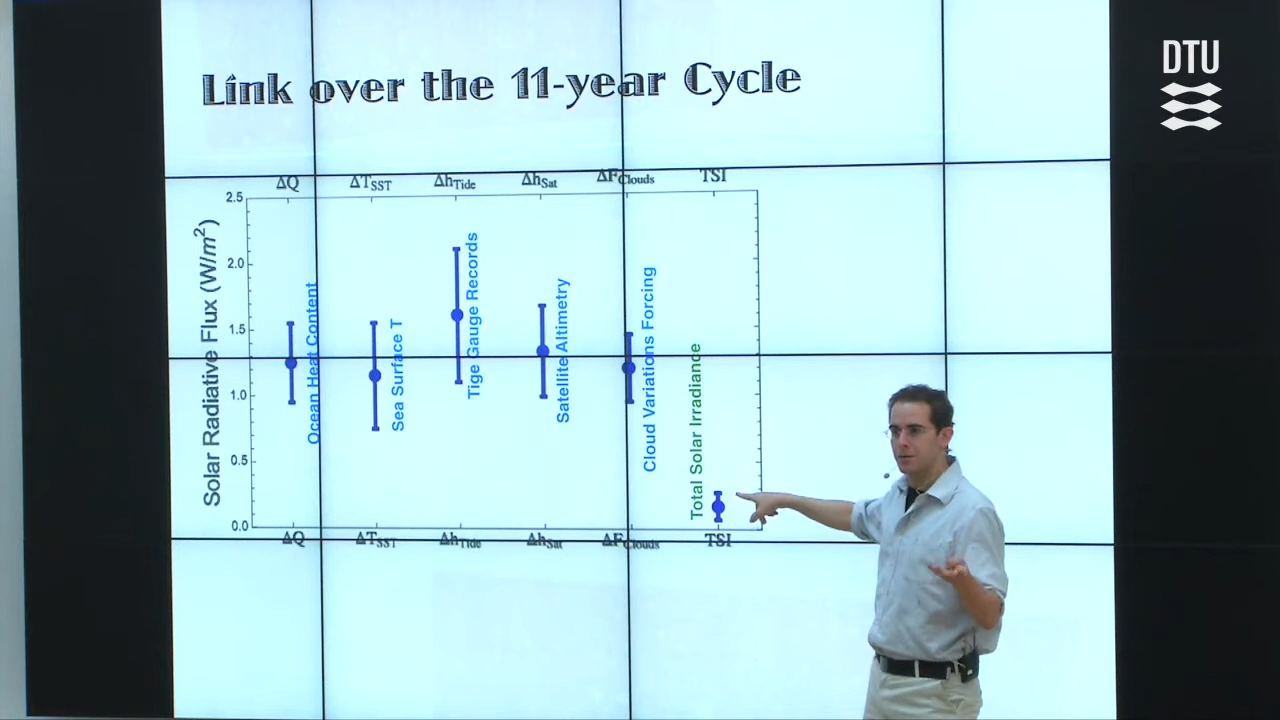 DTU
Link over the 11-year Cycle
ΔQ ΔT_SST Δh_Tide Δh_Sat ΔF_Clouds TSI
Solar Radiative Flux (W/m²)
2.5
2.0
1.5
1.0
0.5
0.0
Ocean Heat Content
Sea Surface T
Tige Gauge Records
Satellite Altimetry
Cloud Variations Forcing
Total Solar Irradiance
ΔQ ΔT_SST Δh_Tide Δh_Sat ΔF_Clouds TSI